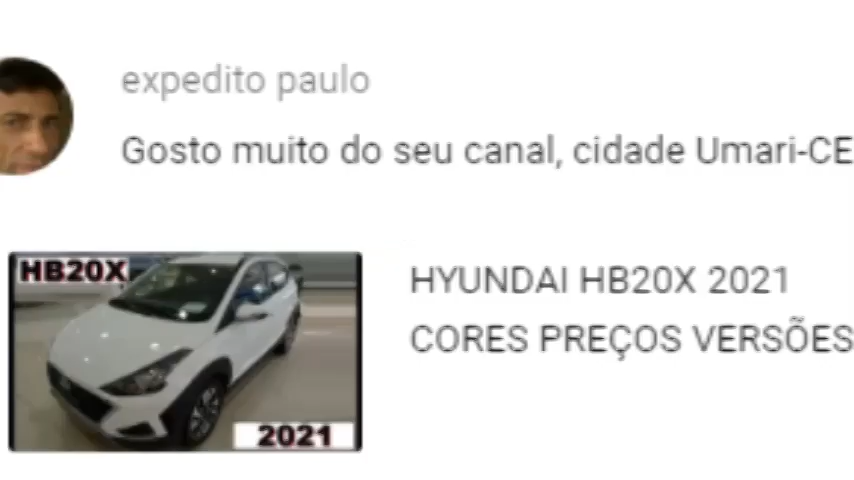 expedito paulo
Gosto muito do seu canal, cidade Umari-CE
HB20X
2021
HYUNDAI HB20X 2021
CORES PREÇOS VERSÕES